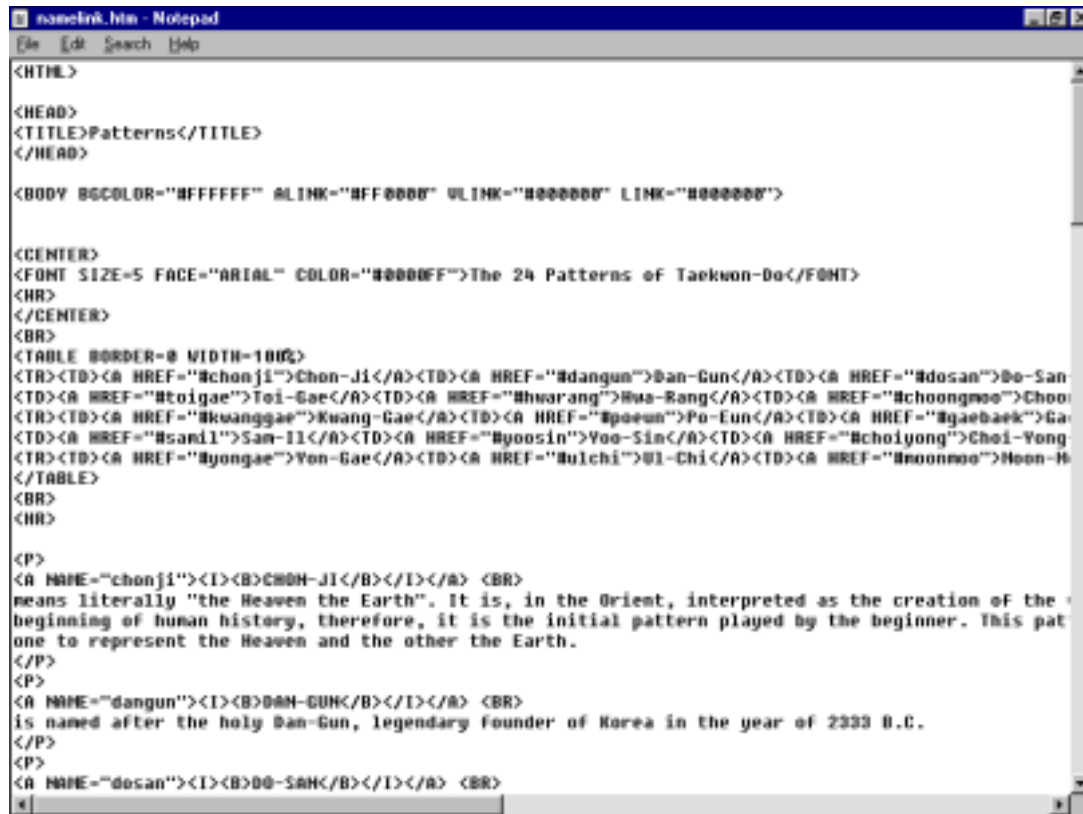 namelink.htm - Notepad
File Edit Search Help
<HTML>
<HEAD>
<TITLE>Patterns</TITLE>
</HEAD>
<BODY BGCOLOR="#FFFFFF" ALINK="#FF0000" VLINK="#000000" LINK="#000000">
<CENTER>
<FONT SIZE=5 FACE="ARIAL" COLOR="#0000FF">The 24 Patterns of Taekwon-Do</FONT>
<HR>
</CENTER>
<BR>
<TABLE BORDER=0 WIDTH=100%>
<TR><TD><A HREF="#chonji">Chon-Ji</A><TD><A HREF="#dangun">Dan-Gun</A><TD><A HREF="#dosan">Do-San
<TD><A HREF="#toigae">Toi-Gae</A><TD><A HREF="#hwarang">Hwa-Rang</A><TD><A HREF="#choongmoo">Choo
<TR><TD><A HREF="#kwanggae">Kwang-Gae</A><TD><A HREF="#poeun">Po-Eun</A><TD><A HREF="#gaebaek">Ga
<TD><A HREF="#samil">Sam-Il</A><TD><A HREF="#yoosin">Yoo-Sin</A><TD><A HREF="#choiyong">Choi-Yong
<TR><TD><A HREF="#yongae">Yon-Gae</A><TD><A HREF="#ulchi">Ul-Chi</A><TD><A HREF="#moonmoo">Moon-M
</TABLE>
<BR>
<HR>
<P>
<A NAME="chonji"><I><B>CHON-JI</B></I></A> <BR>
means literally "the Heaven the Earth". It is, in the Orient, interpreted as the creation of the
beginning of human history, therefore, it is the initial pattern played by the beginner. This pat
one to represent the Heaven and the other the Earth.
</P>
<P>
<A NAME="dangun"><I><B>DAN-GUN</B></I></A> <BR>
is named after the holy Dan-Gun, legendary founder of Korea in the year of 2333 B.C.
</P>
<P>
<A NAME="dosan"><I><B>DO-SAN</B></I></A> <BR>